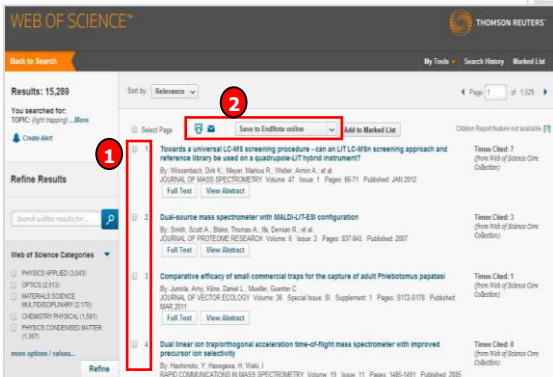 WEB OF SCIENCE™
THOMSON REUTERS™
Back to Search
My Tools
Search History
Marked List
Results: 15,289
You searched for:
TOPIC: (light trapping) ...More
Create Alert
Refine Results
Search within results for...
Web of Science Categories
PHYSICS APPLIED (3,043)
OPTICS (2,513)
MATERIALS SCIENCE
MULTIDISCIPLINARY (2,170)
CHEMISTRY PHYSICAL (1,581)
PHYSICS CONDENSED MATTER
(1,387)
more options / values...
Refine
Sort by: Relevance
Page 1 of 1,529
2
Select Page
Save to EndNote online
Add to Marked List
Citation Report feature not available. [?]
1
1.
Towards a universal LC-MS screening procedure - can an LIT LC-MSn screening approach and
reference library be used on a quadrupole-LIT hybrid instrument?
By: Wissenbach, Dirk K.; Meyer, Markus R.; Weber, Armin A.; et al.
JOURNAL OF MASS SPECTROMETRY Volume: 47 Issue: 1 Pages: 66-71 Published: JAN 2012
Full Text View Abstract
Times Cited: 7
(from Web of Science Core
Collection)
2.
Dual-source mass spectrometer with MALDI-LIT-ESI configuration
By: Smith, Scott A.; Blake, Thomas A.; Ifa, Demian R.; et al.
JOURNAL OF PROTEOME RESEARCH Volume: 6 Issue: 2 Pages: 837-845 Published: 2007
Full Text View Abstract
Times Cited: 3
(from Web of Science Core
Collection)
3.
Comparative efficacy of small commercial traps for the capture of adult Phlebotomus papatasi
By: Junnila, Amy; Kline, Daniel L.; Mueller, Guenter C.
JOURNAL OF VECTOR ECOLOGY Volume: 36 Special Issue: SI Supplement: 1 Pages: S172-S178 Published:
MAR 2011
Full Text View Abstract
Times Cited: 1
(from Web of Science Core
Collection)
4.
Dual linear ion trap/orthogonal acceleration time-of-flight mass spectrometer with improved
precursor ion selectivity
By: Hashimoto, Y; Hasegawa, H; Waki, I
RAPID COMMUNICATIONS IN MASS SPECTROMETRY Volume: 19 Issue: 11 Pages: 1485-1491 Published: 2005
Times Cited: 8
(from Web of Science Core
Collection)